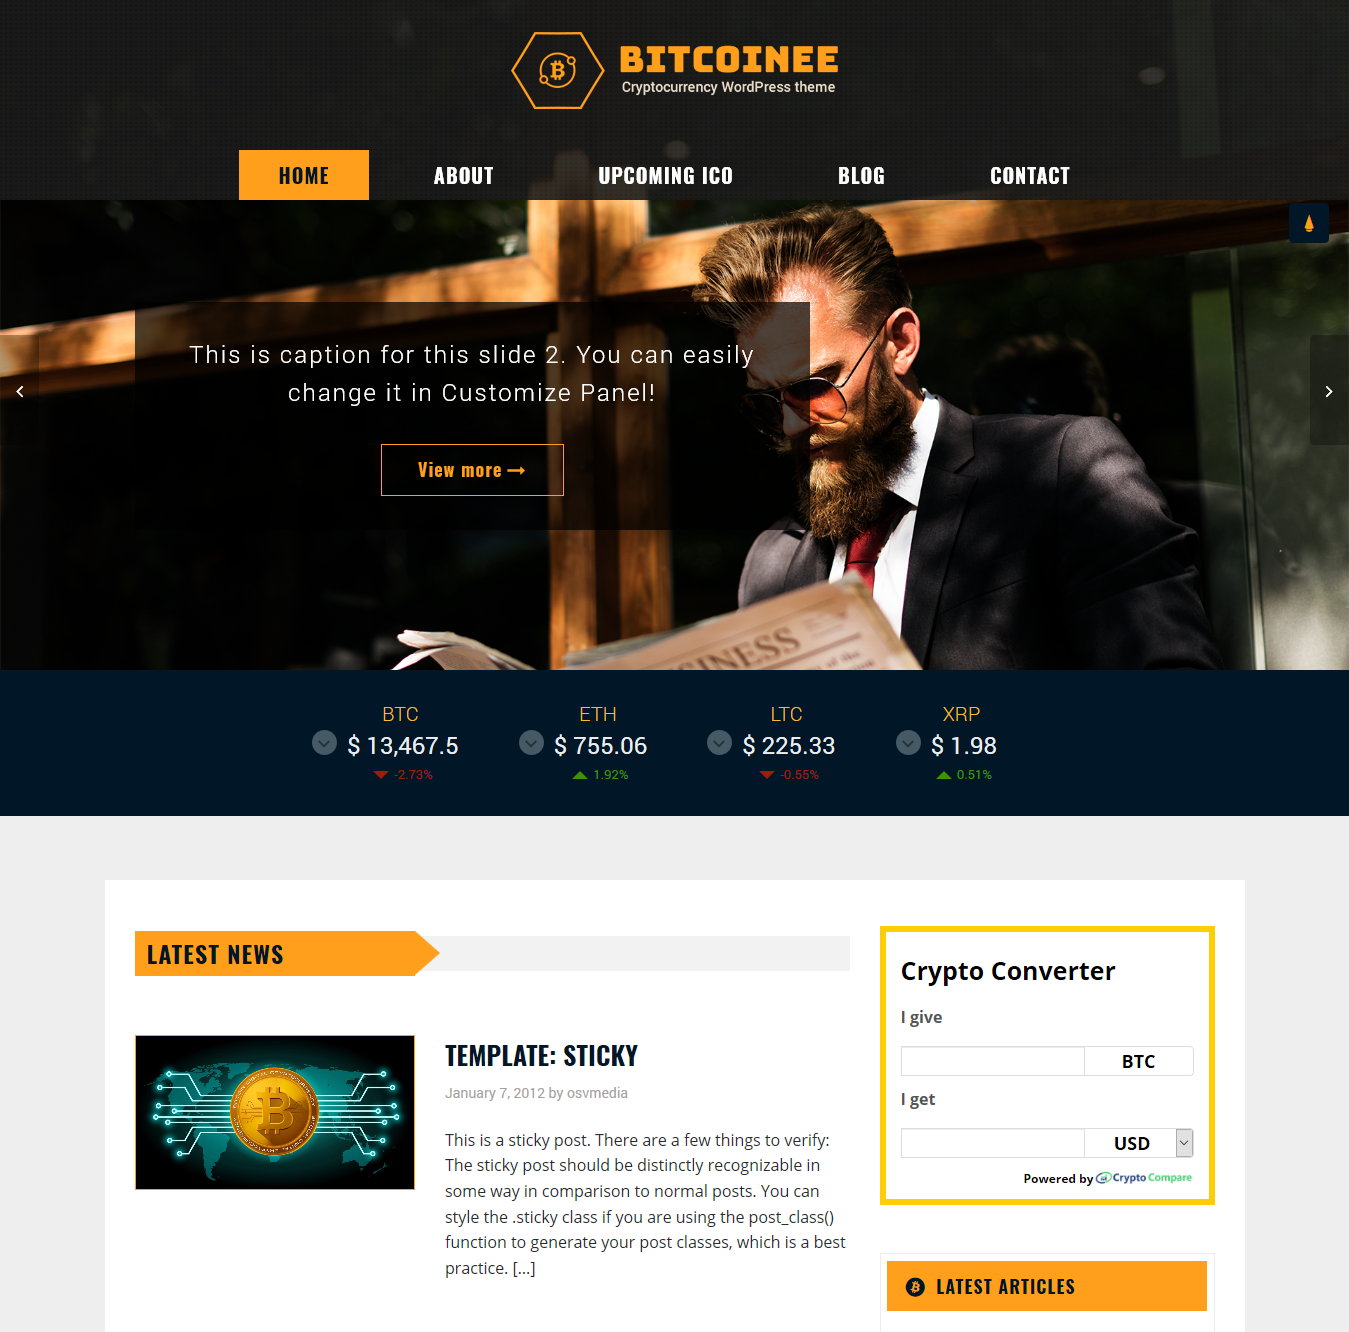 BITCOINEE
Cryptocurrency WordPress theme
HOME ABOUT UPCOMING ICO BLOG CONTACT
This is caption for this slide 2. You can easily
change it in Customize Panel!
View more
BUSINESS
BTC ETH LTC XRP
$ 13,467.5 $ 755.06 $ 225.33 $ 1.98
-2.73% 1.92% -0.55% 0.51%
LATEST NEWS
TEMPLATE: STICKY
January 7, 2012 by osvmedia
This is a sticky post. There are a few things to verify:
The sticky post should be distinctly recognizable in
some way in comparison to normal posts. You can
style the .sticky class if you are using the post_class()
function to generate your post classes, which is a best
practice. [...]
Crypto Converter
I give
BTC
I get
USD
Powered by CryptoCompare
LATEST ARTICLES